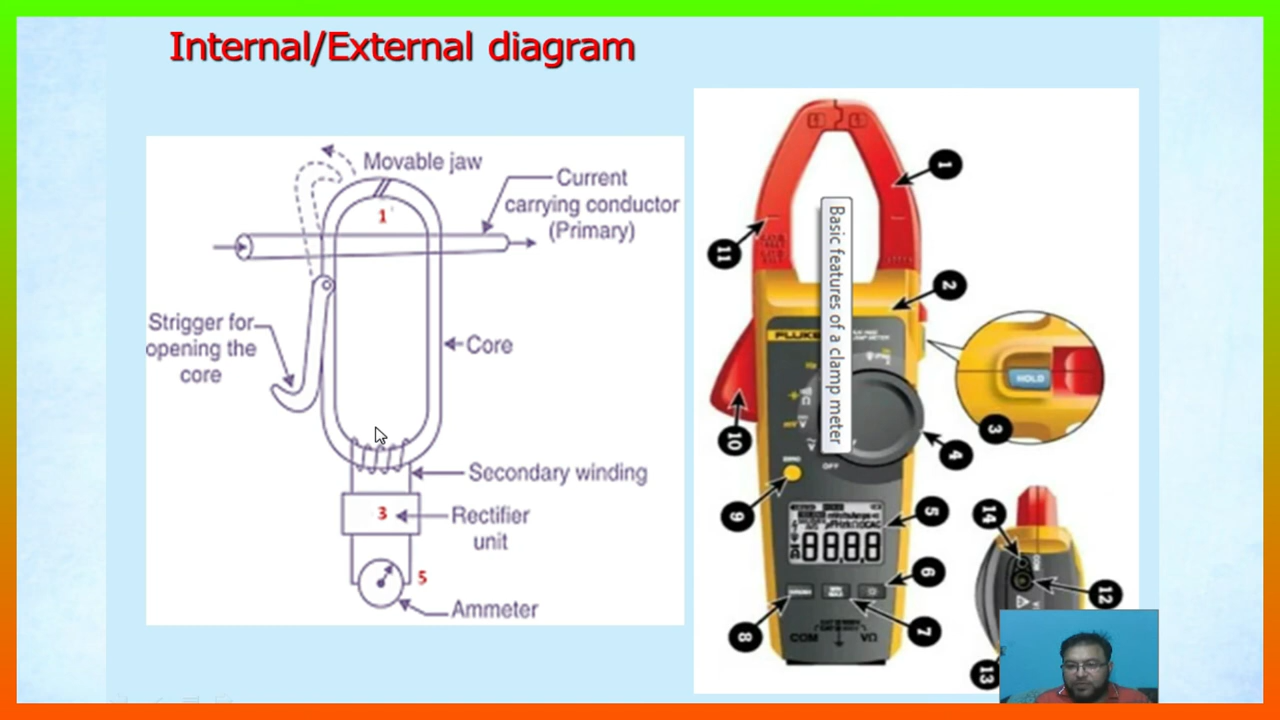 Internal/External diagram
Movable jaw
1
Current
carrying conductor
(Primary)
Strigger for
opening the
core
Core
Secondary winding
3
Rectifier
unit
5
Ammeter
Basic features of a clamp meter
1
11
2
FLUKE
HOLD
3
10
4
OFF
9
5
8.8.8.8
14
6
12
7
8
COM
VΩ
13